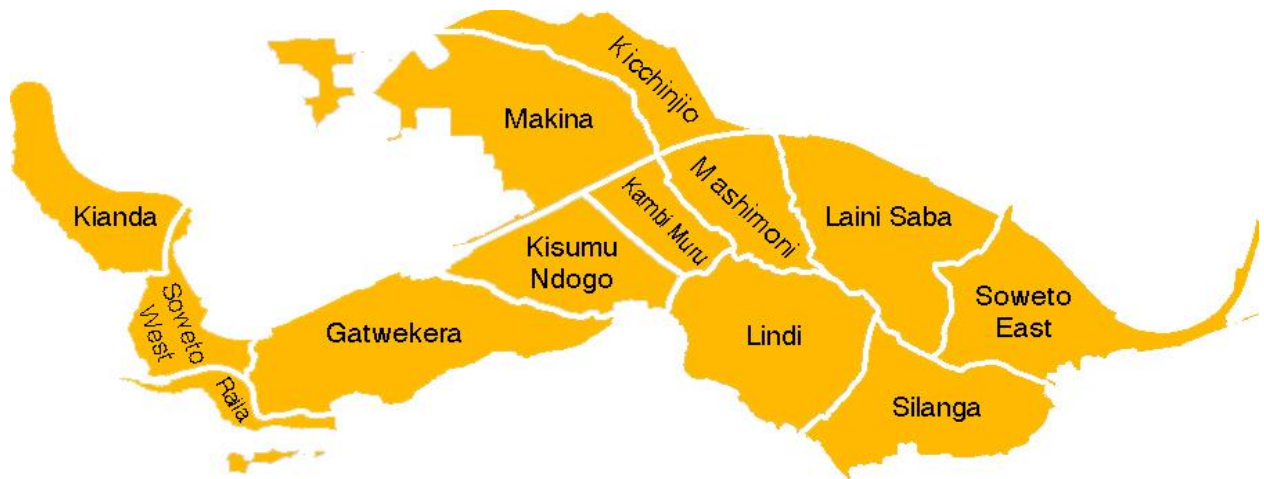 Kicchinjio
Makina
Kianda
Kambi Muru
Mashimoni
Laini Saba
Kisumu
Ndogo
Soweto
West
Gatwekera
Lindi
Soweto
East
Raila
Silanga